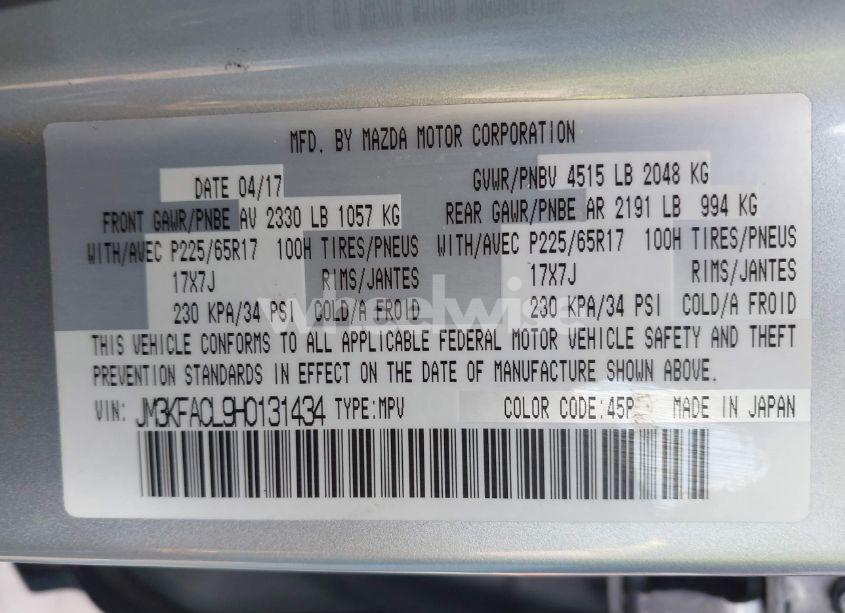 MFD. BY MAZDA MOTOR CORPORATION
DATE 04/17 GVWR/PNBV 4515 LB 2048 KG
FRONT GAWR/PNBE AV 2330 LB 1057 KG REAR GAWR/PNBE AR 2191 LB 994 KG
WITH/AVEC P225/65R17 100H TIRES/PNEUS WITH/AVEC P225/65R17 100H TIRES/PNEUS
17X7J RIMS/JANTES 17X7J RIMS/JANTES
230 KPA/34 PSI COLD/A FROID 230 KPA/34 PSI COLD/A FROID
wheelwise
THIS VEHICLE CONFORMS TO ALL APPLICABLE FEDERAL MOTOR VEHICLE SAFETY AND THEFT
PREVENTION STANDARDS IN EFFECT ON THE DATE OF MANUFACTURE SHOWN ABOVE.
VIN: JM3KFACL9H0131434 TYPE:MPV COLOR CODE:45P MADE IN JAPAN